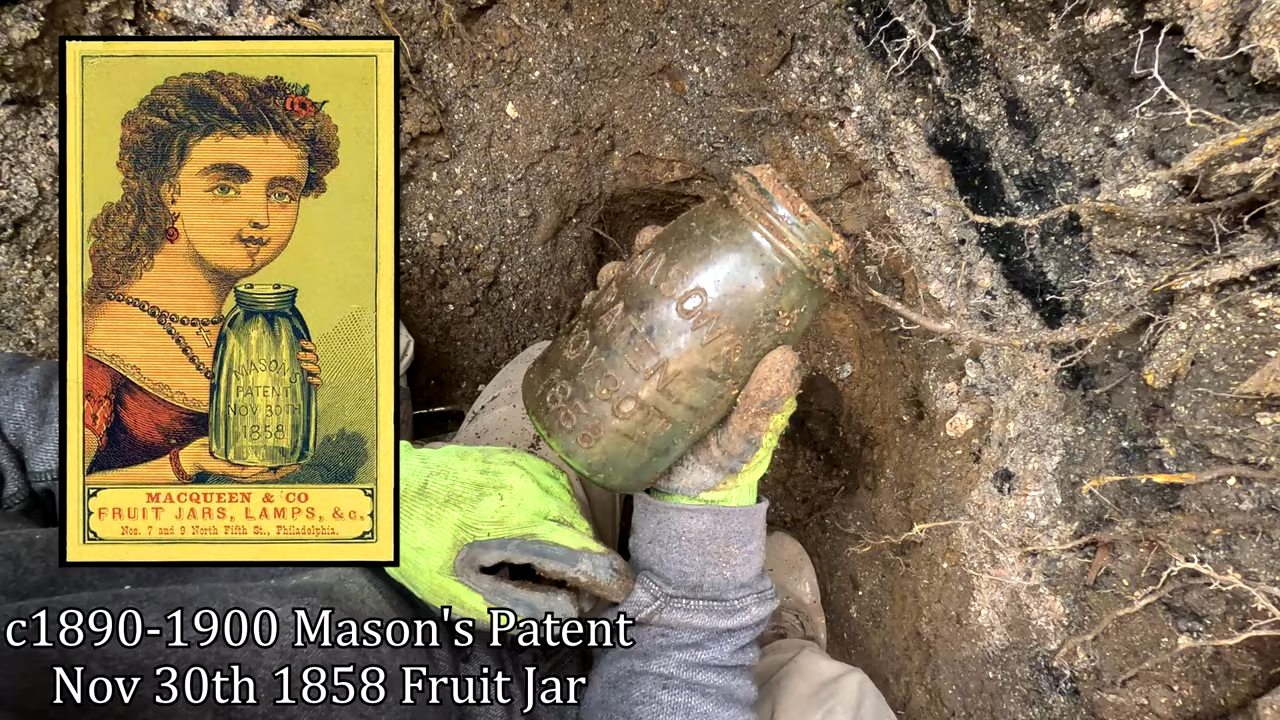 MASON'S
PATENT
NOV 30TH
1858
MACQUEEN & CO
FRUIT JARS, LAMPS, &c.
Nos. 7 and 9 North Fifth St., Philadelphia.
MASON'S
PATENT
NOV 30TH
1858
c1890-1900 Mason's Patent
Nov 30th 1858 Fruit Jar